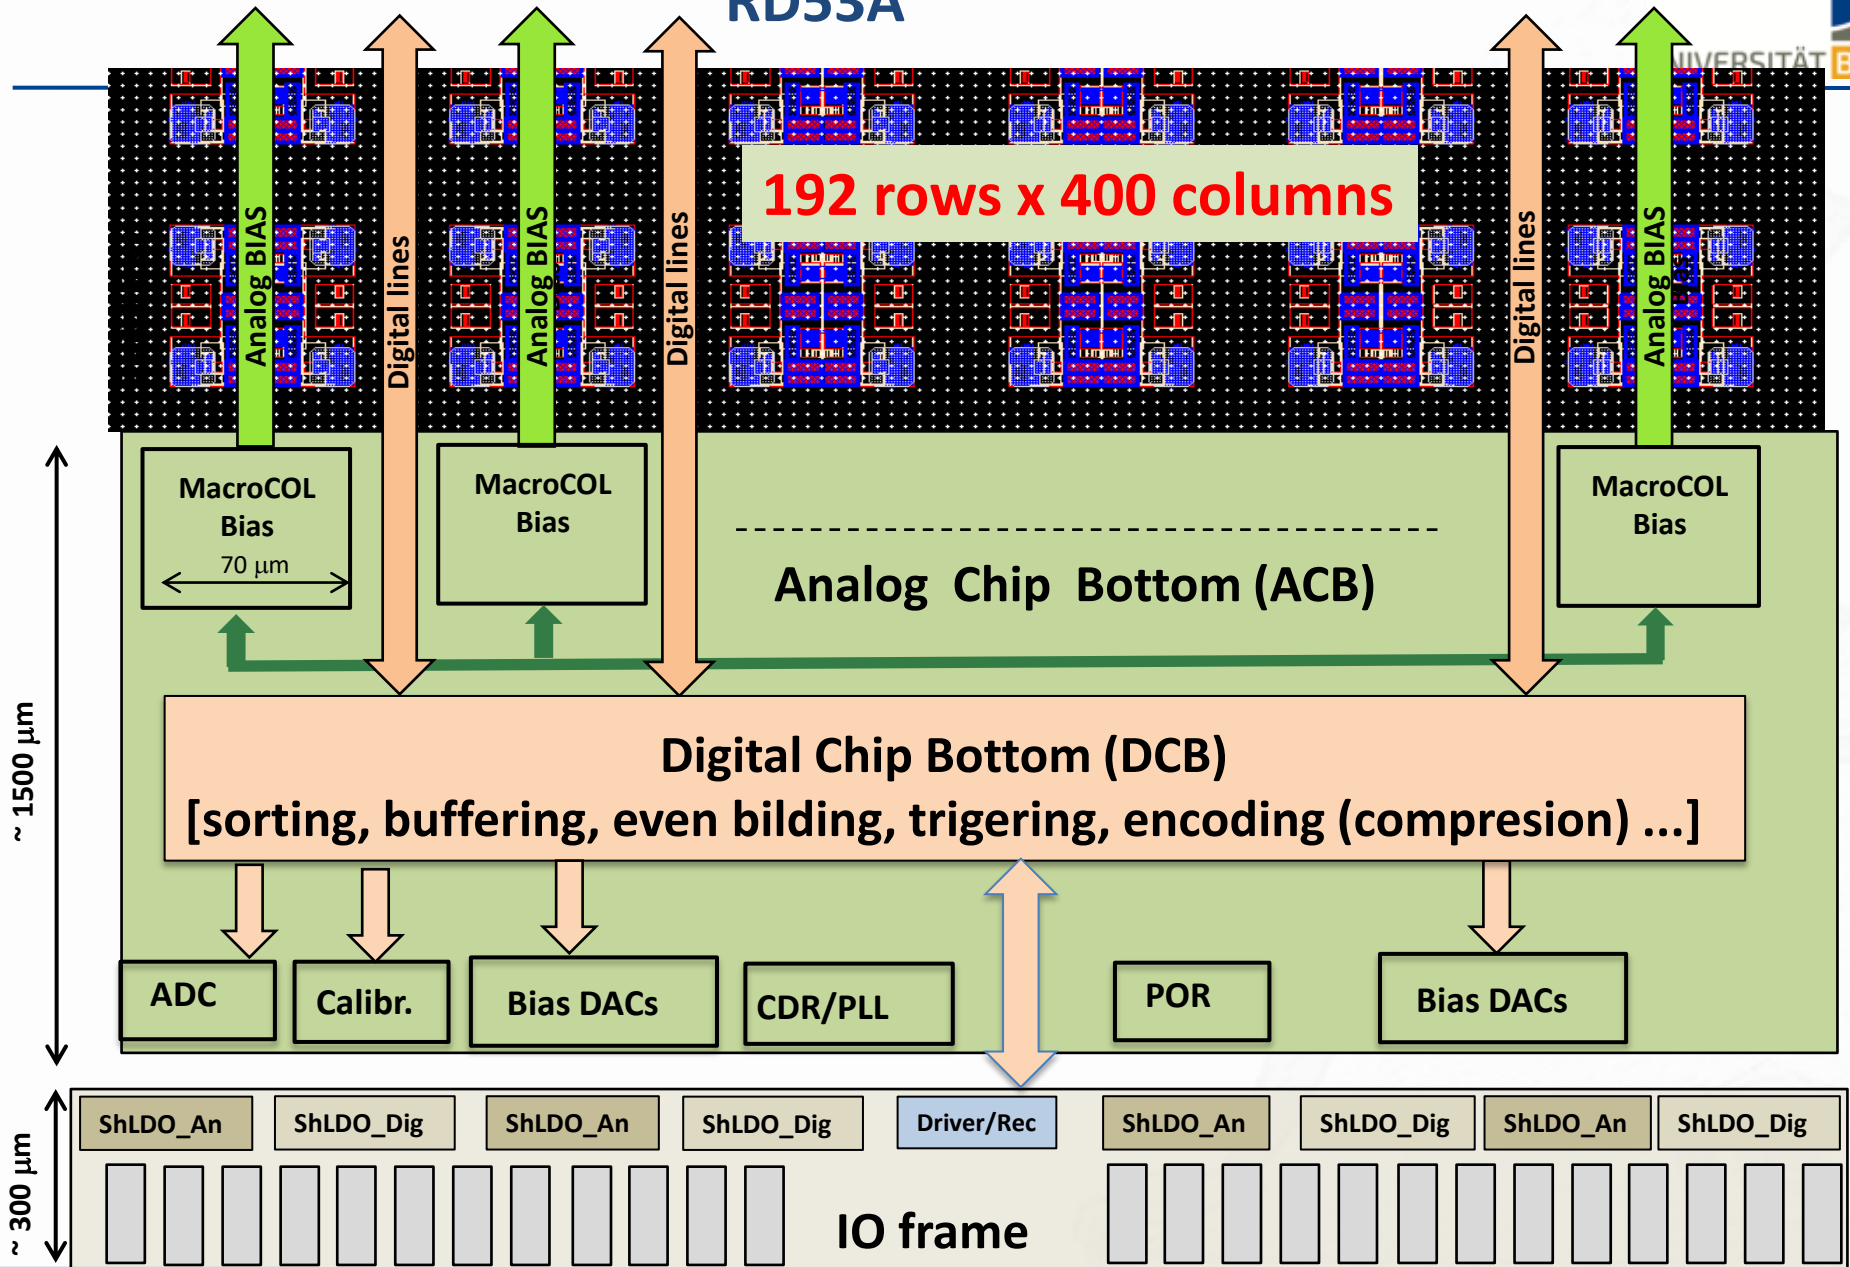 RD53A
UNIVERSITÄT B
192 rows x 400 columns
Analog BIAS
Digital lines
Analog BIAS
Digital lines
Digital lines
Analog BIAS
Bias
MacroCOL
Bias
70 µm
MacroCOL
Bias
MacroCOL
Bias
Analog Chip Bottom (ACB)
~ 1500 µm
Digital Chip Bottom (DCB)
[sorting, buffering, even bilding, trigering, encoding (compresion) ...]
ADC
Calibr.
Bias DACs
CDR/PLL
POR
Bias DACs
~ 300 µm
ShLDO_An
ShLDO_Dig
ShLDO_An
ShLDO_Dig
Driver/Rec
ShLDO_An
ShLDO_Dig
ShLDO_An
ShLDO_Dig
IO frame